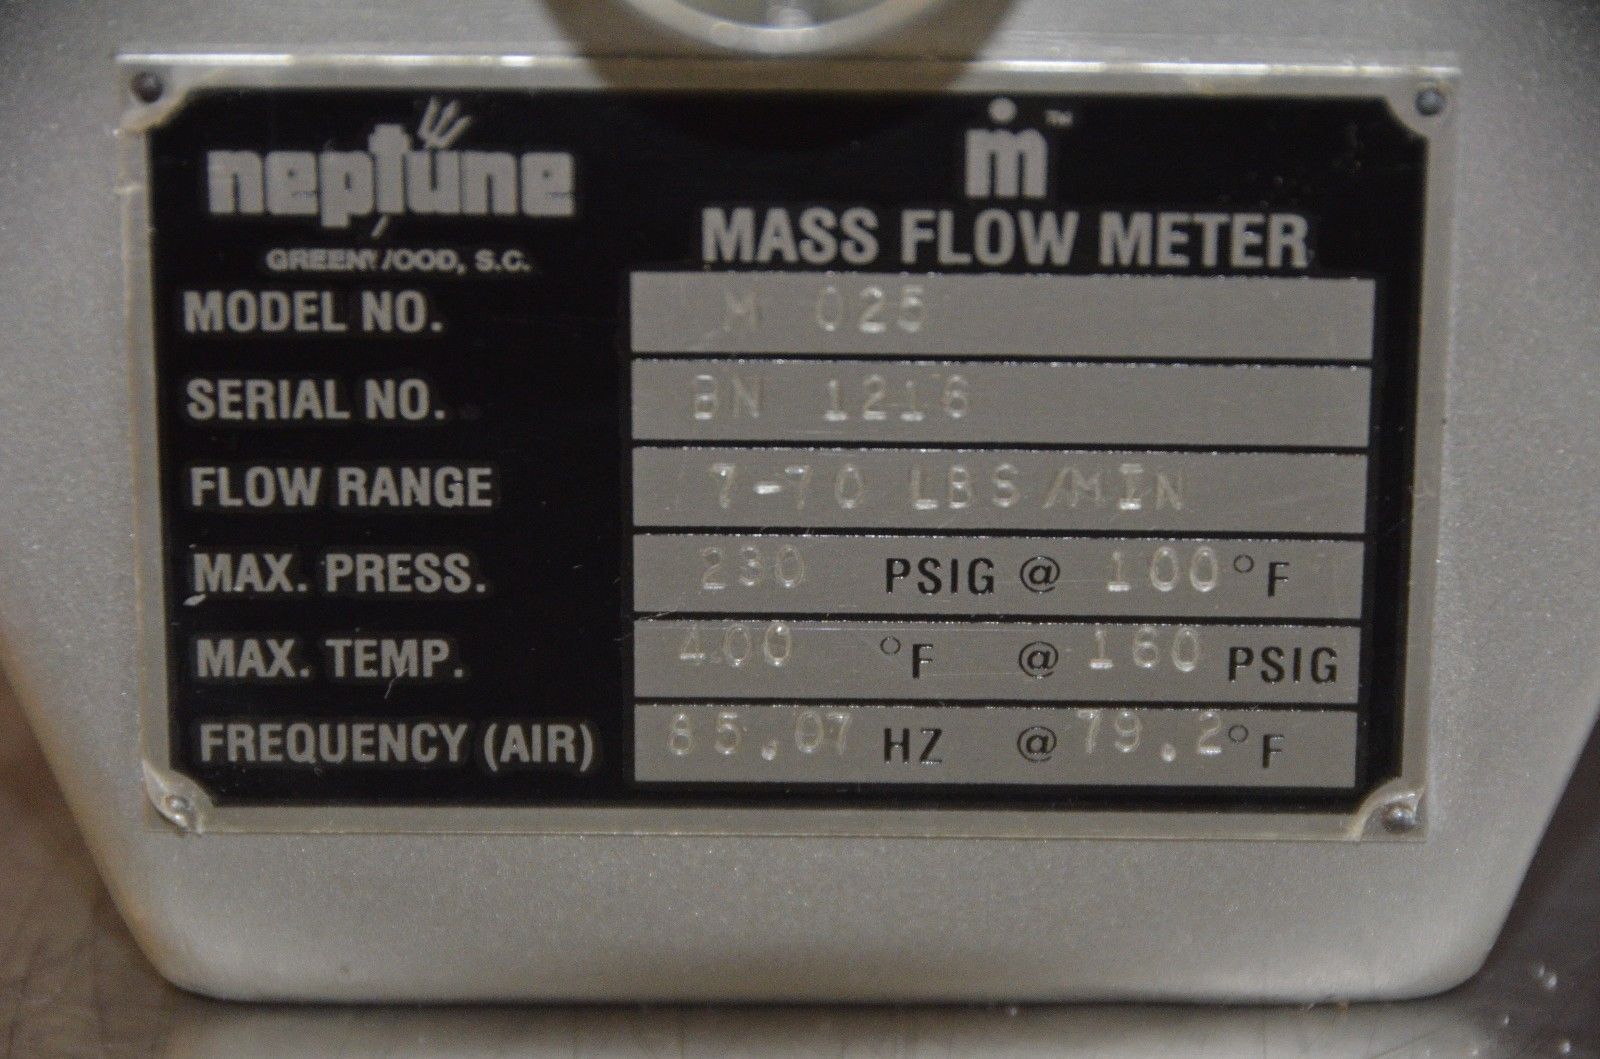 neptune
GREENWOOD, S.C.
ṁ™
MASS FLOW METER
MODEL NO. M 025
SERIAL NO. BN 1216
FLOW RANGE 7-70 LBS/MIN
MAX. PRESS. 230 PSIG @ 100 °F
MAX. TEMP. 400 °F @ 160 PSIG
FREQUENCY (AIR) 85.07 HZ @ 79.2 °F